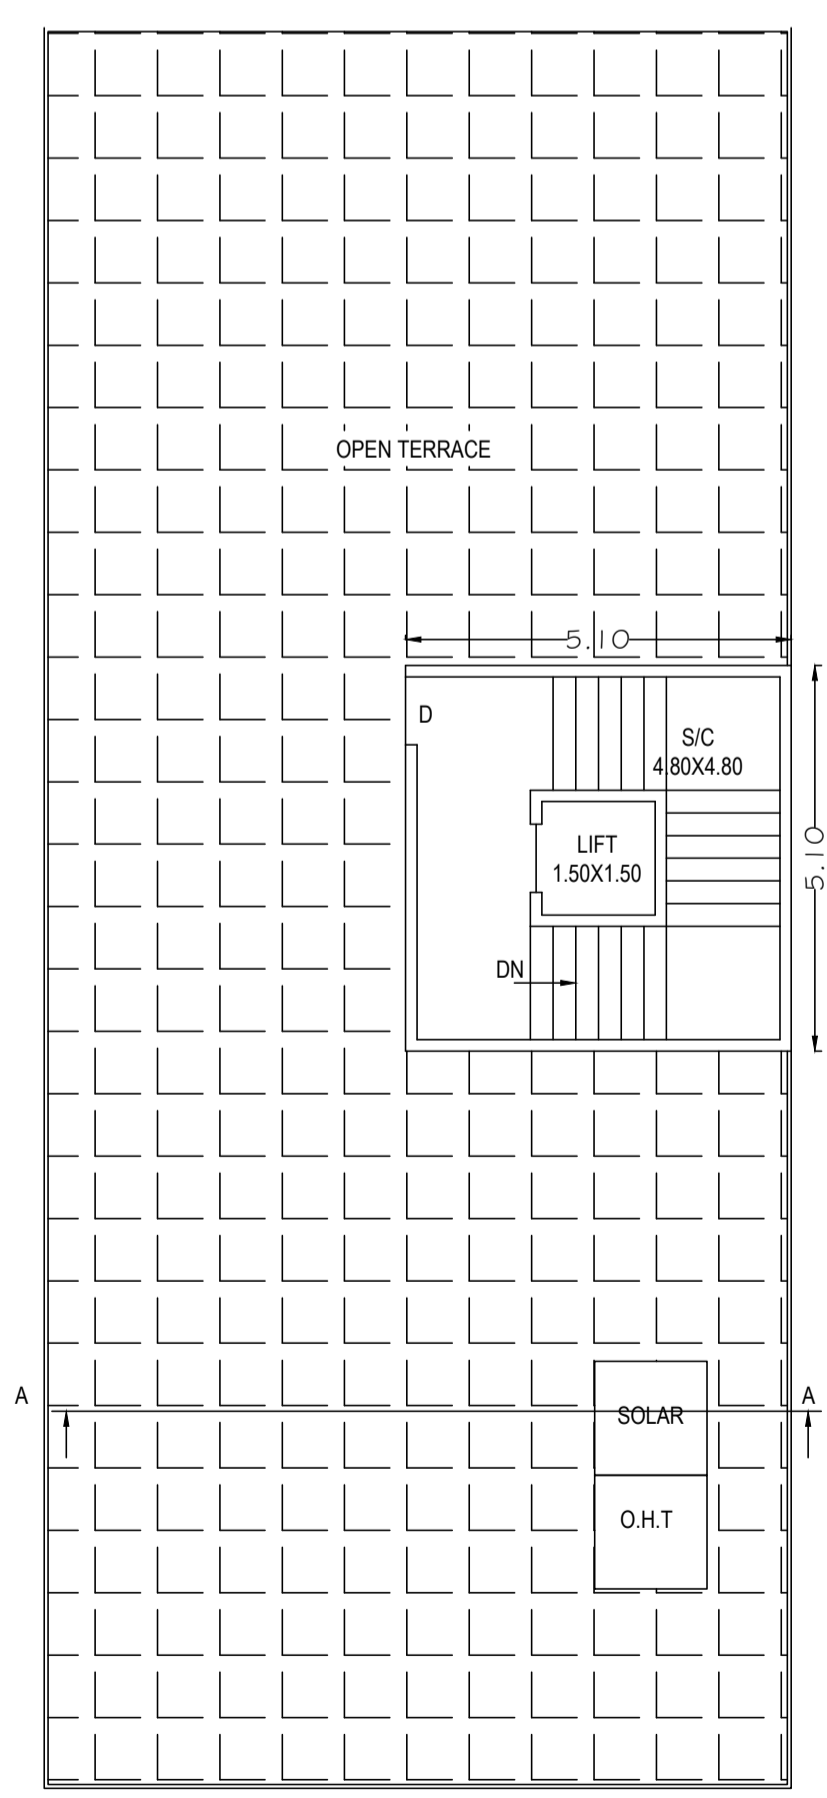 OPEN TERRACE
5.10
D
S/C
4.80X4.80
LIFT
1.50X1.50
5.10
DN
A
A
SOLAR
O.H.T